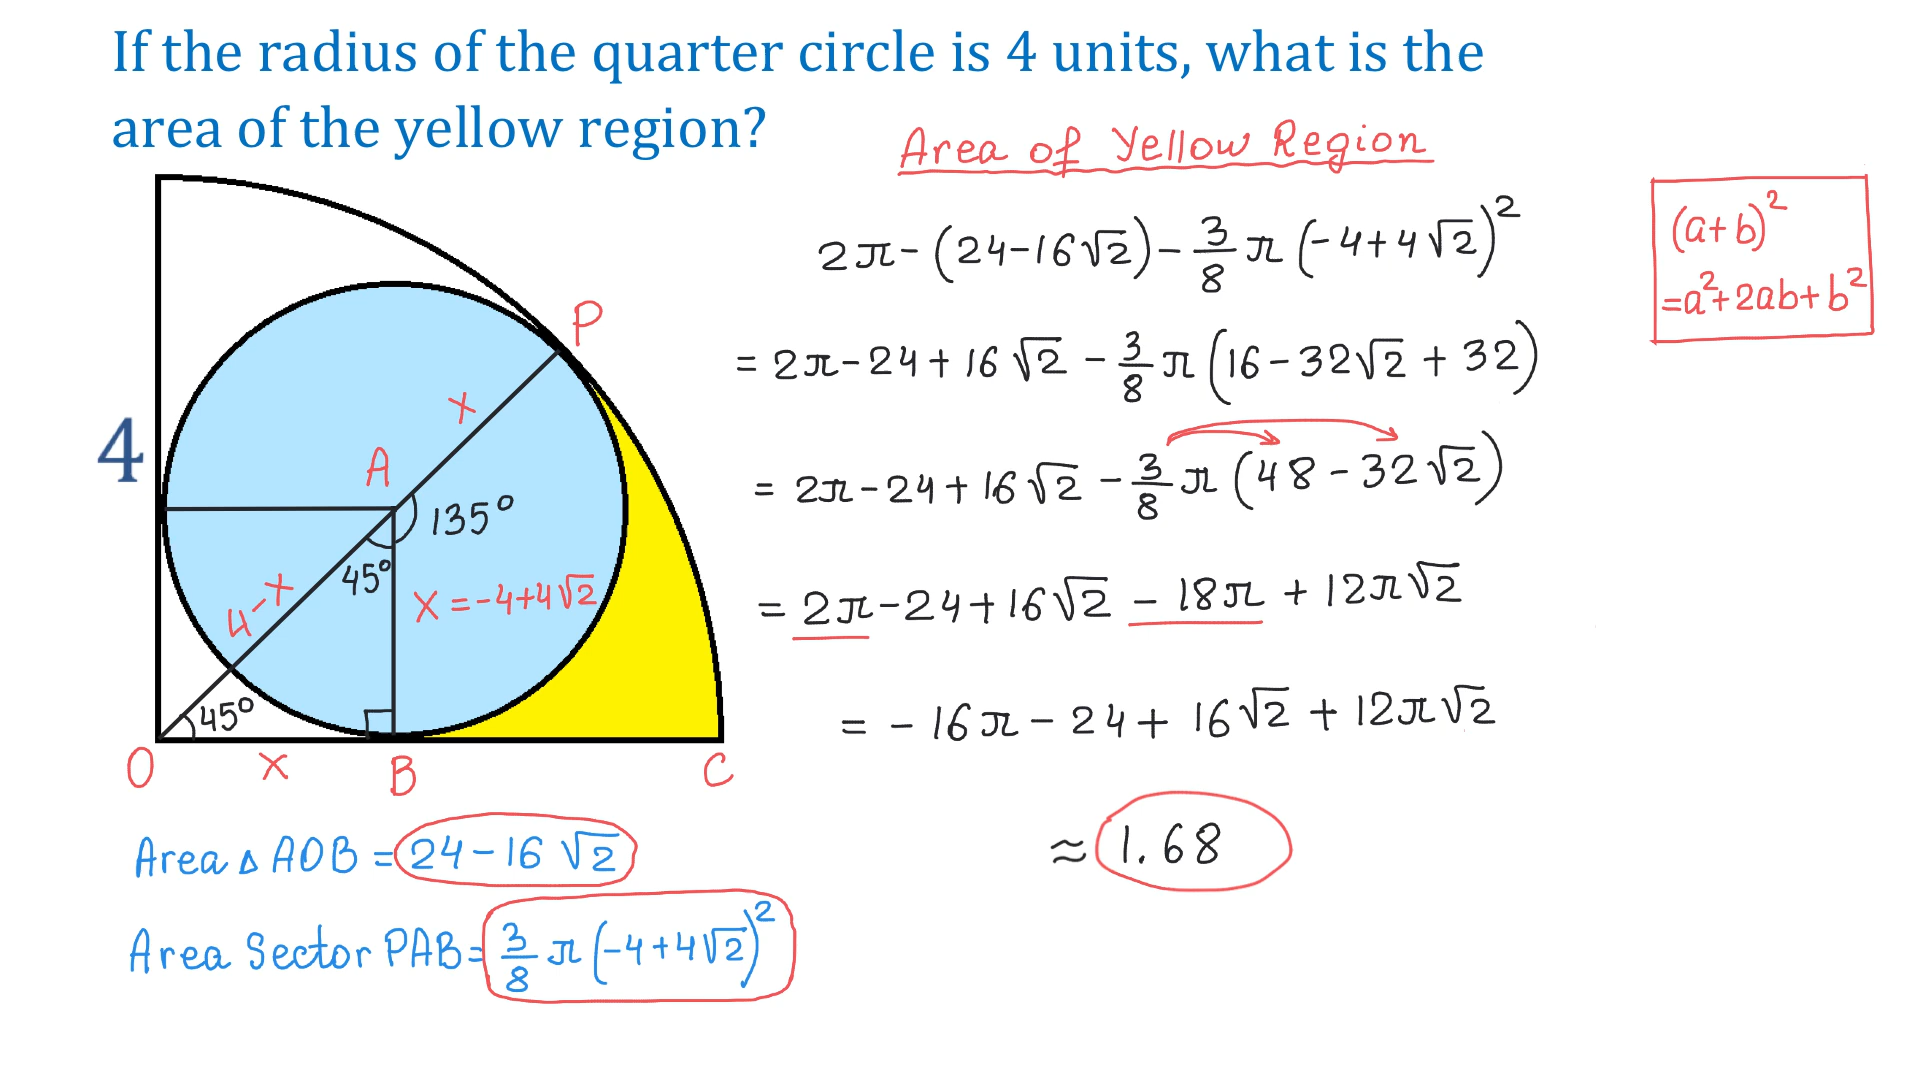 If the radius of the quarter circle is 4 units, what is the
area of the yellow region?
Area of Yellow Region
2π-(24-16√2)-3/8 π(-4+4√2)²
= 2π-24+16√2 - 3/8 π(16-32√2+32)
= 2π-24+16√2 - 3/8 π(48-32√2)
= 2π-24+16√2 - 18π + 12π√2
= -16π - 24 + 16√2 + 12π√2
≈ 1.68
(a+b)²
=a²+2ab+b²
P
x
4
A
135°
45°
4-x
x=-4+4√2
45°
O
x
B
C
Area △ AOB = 24-16√2
Area Sector PAB= 3/8 π(-4+4√2)²